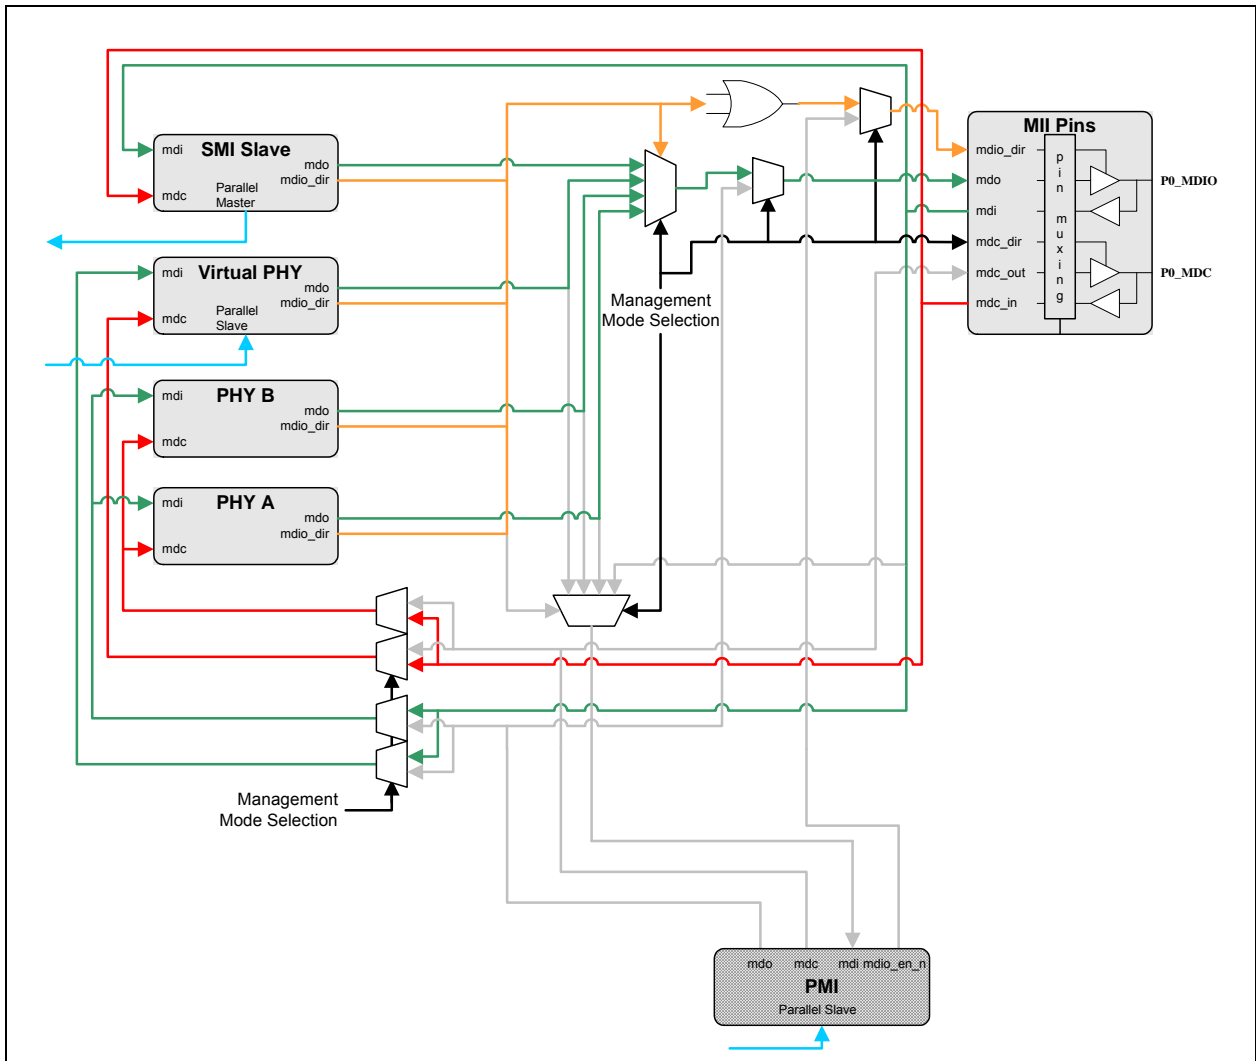 SMI Slave
mdi
mdo
mdio_dir
mdc
Parallel
Master
Virtual PHY
mdi
mdo
mdio_dir
mdc
Parallel
Slave
PHY B
mdi
mdo
mdio_dir
mdc
PHY A
mdi
mdo
mdio_dir
mdc
Management
Mode Selection
MII Pins
mdio_dir
mdo
mdi
mdc_dir
mdc_out
mdc_in
pin muxing
P0_MDIO
P0_MDC
Management
Mode Selection
mdo mdc mdi mdio_en_n
PMI
Parallel Slave